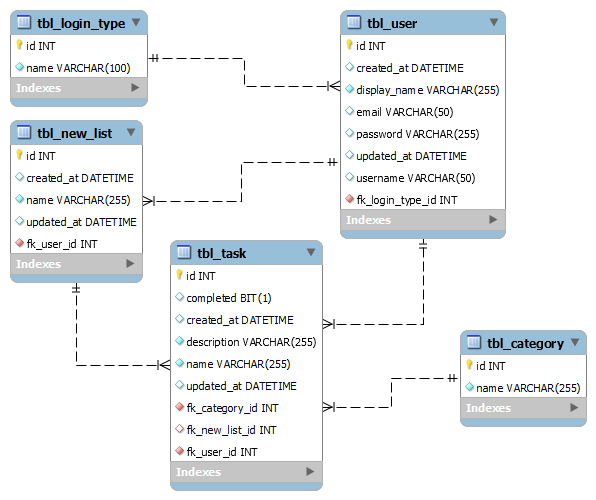 tbl_login_type
id INT
name VARCHAR(100)
Indexes
tbl_user
id INT
created_at DATETIME
display_name VARCHAR(255)
email VARCHAR(50)
password VARCHAR(255)
updated_at DATETIME
username VARCHAR(50)
fk_login_type_id INT
Indexes
tbl_new_list
id INT
created_at DATETIME
name VARCHAR(255)
updated_at DATETIME
fk_user_id INT
Indexes
tbl_task
id INT
completed BIT(1)
created_at DATETIME
description VARCHAR(255)
name VARCHAR(255)
updated_at DATETIME
fk_category_id INT
fk_new_list_id INT
fk_user_id INT
Indexes
tbl_category
id INT
name VARCHAR(255)
Indexes